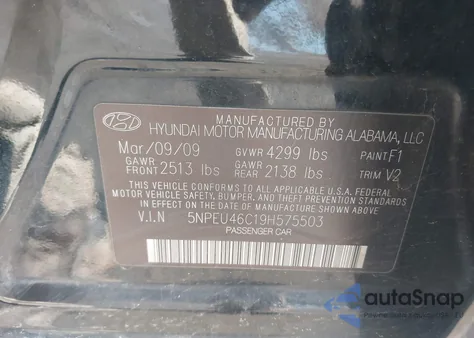 MANUFACTURED BY
HYUNDAI MOTOR MANUFACTURING ALABAMA, LLC
Mar/09/09 GVWR 4299 lbs PAINT F1
GAWR FRONT 2513 lbs GAWR REAR 2138 lbs TRIM V2
THIS VEHICLE CONFORMS TO ALL APPLICABLE U.S.A. FEDERAL
MOTOR VEHICLE SAFETY, BUMPER, AND THEFT PREVENTION
STANDARDS IN EFFECT ON THE DATE OF MANUFACTURE SHOWN ABOVE.
V.I.N 5NPEU46C19H575503
PASSENGER CAR
autaSnap